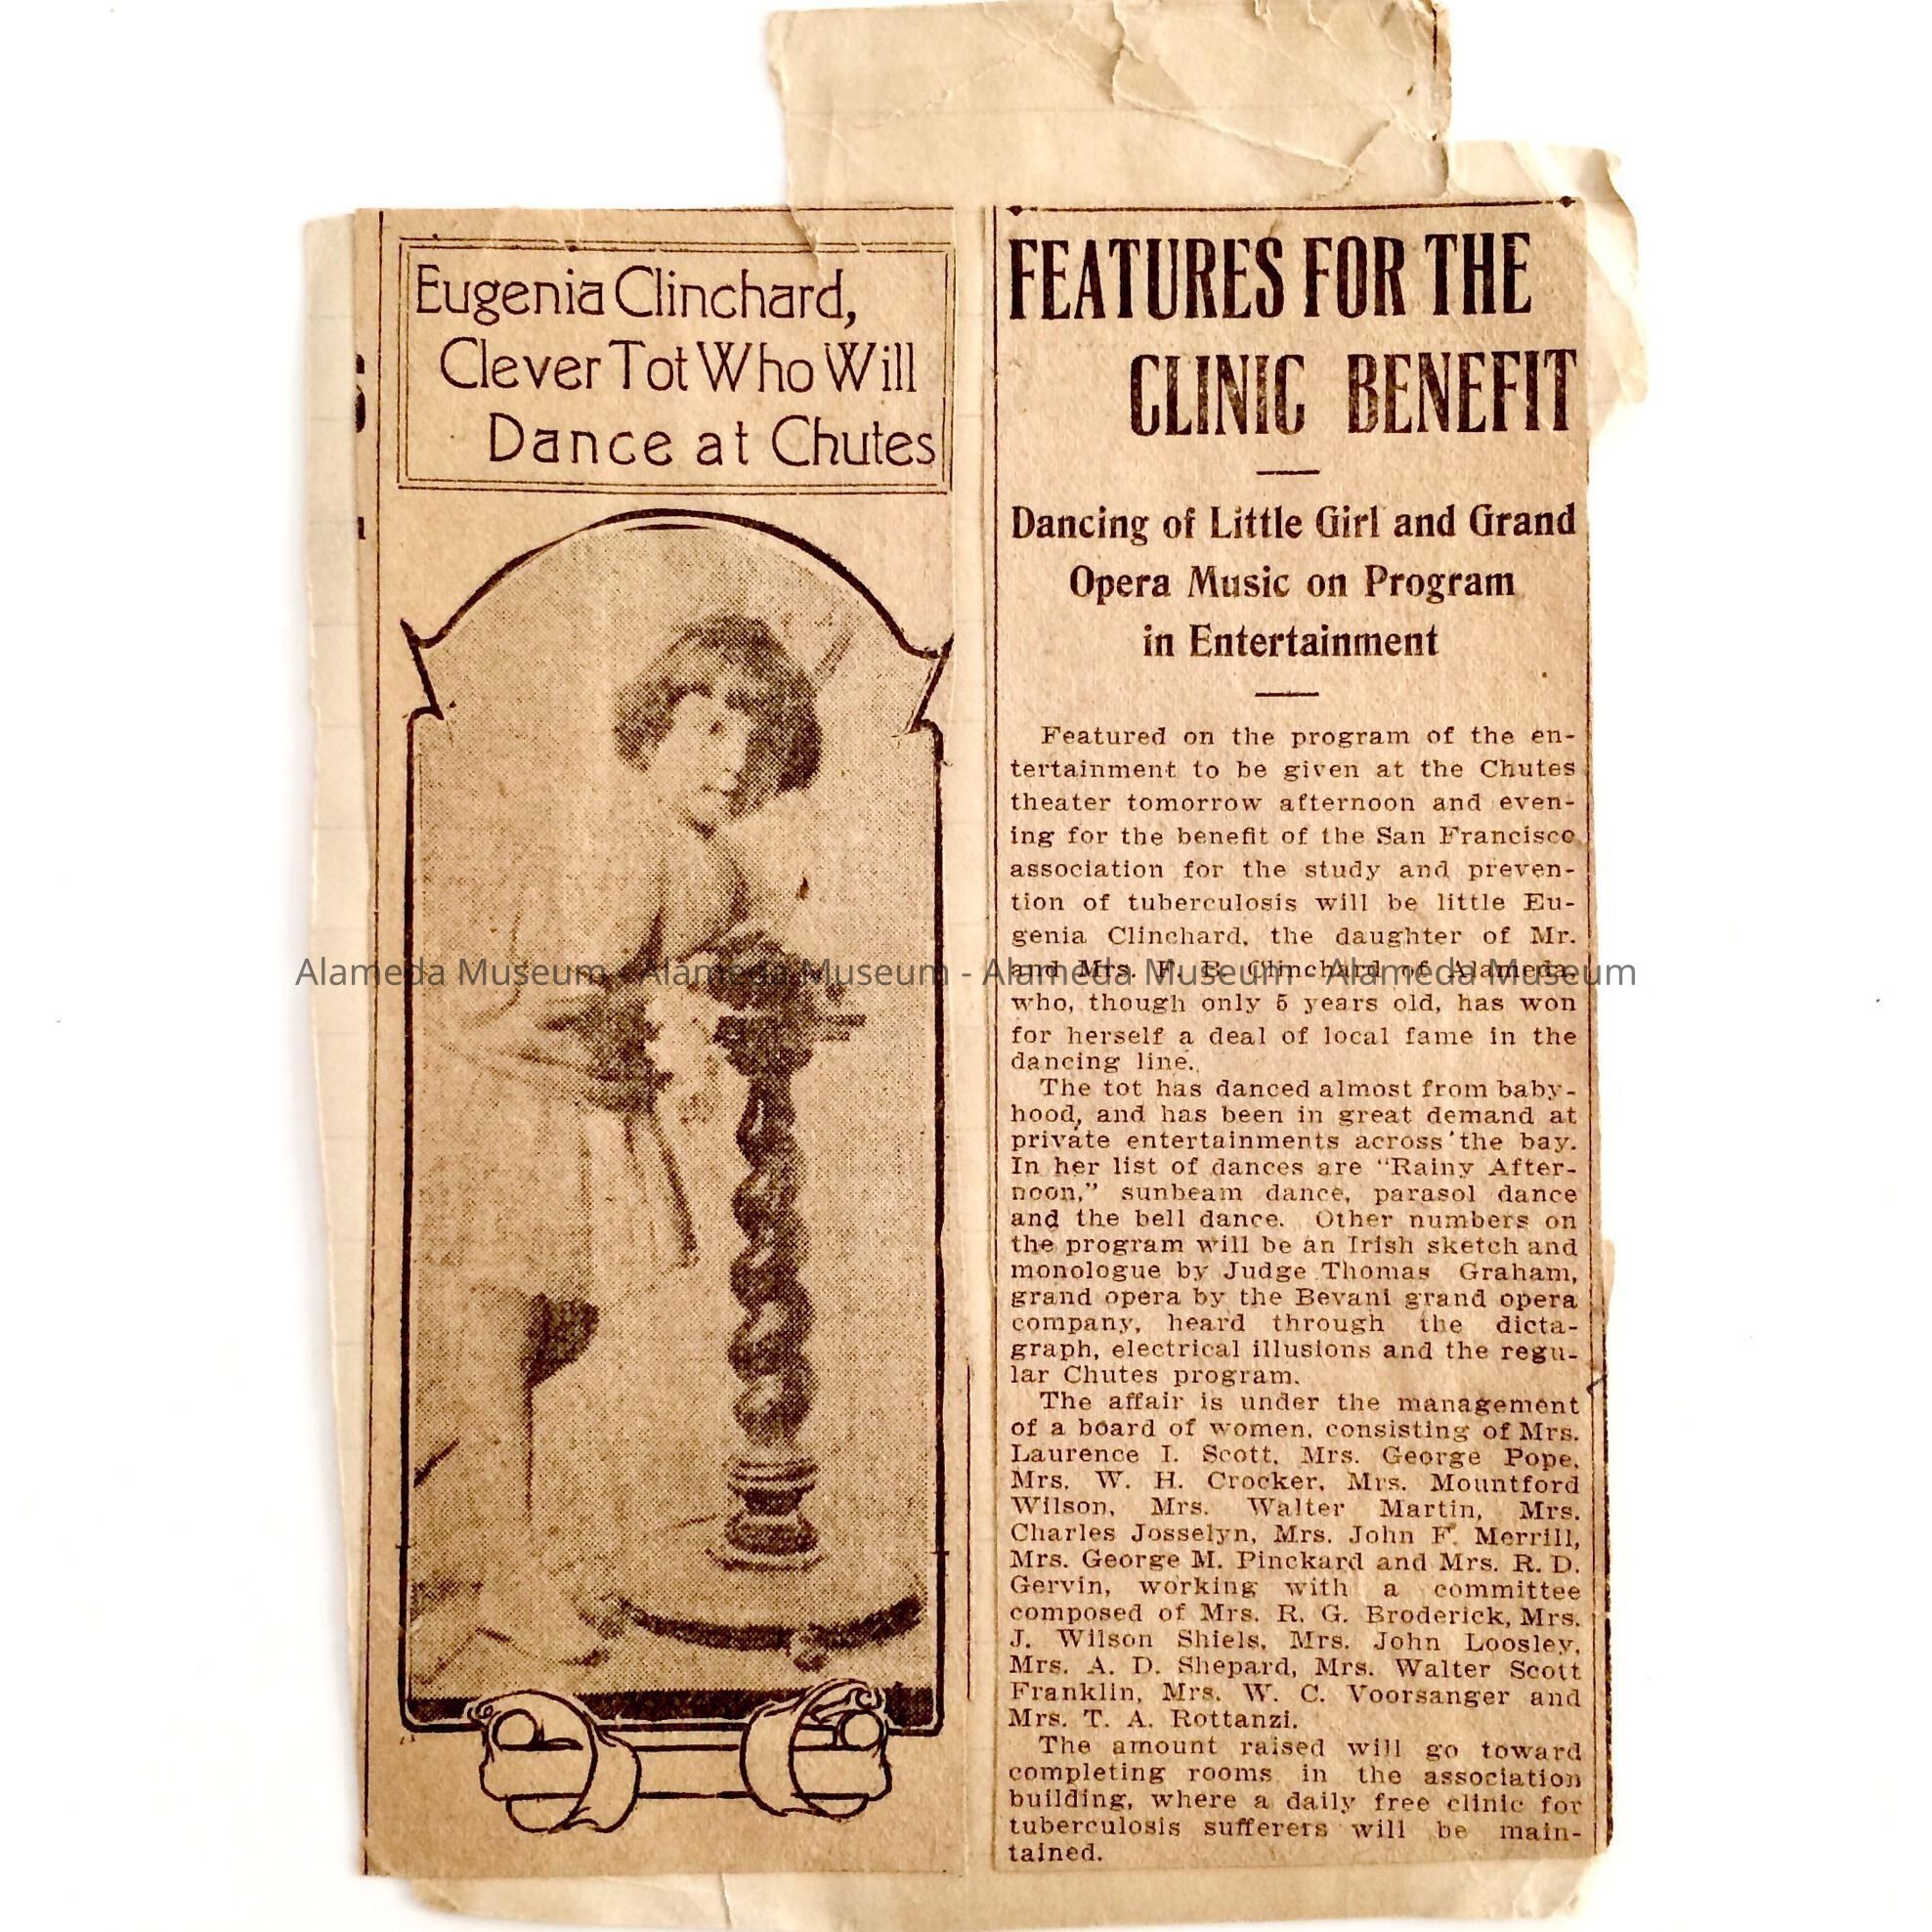 Eugenia Clinchard,
Clever Tot Who Will
Dance at Chutes
FEATURES FOR THE
CLINIC BENEFIT
Dancing of Little Girl and Grand
Opera Music on Program
in Entertainment
Featured on the program of the en-
tertainment to be given at the Chutes
theater tomorrow afternoon and even-
ing for the benefit of the San Francisco
association for the study and preven-
tion of tuberculosis will be little Eu-
genia Clinchard, the daughter of Mr.
and Mrs. F. B. Clinchard of Alameda,
who, though only 5 years old, has won
for herself a deal of local fame in the
dancing line.
The tot has danced almost from baby-
hood, and has been in great demand at
private entertainments across the bay.
In her list of dances are "Rainy After-
noon," sunbeam dance, parasol dance
and the bell dance. Other numbers on
the program will be an Irish sketch and
monologue by Judge Thomas Graham,
grand opera by the Bevani grand opera
company, heard through the dicta-
graph, electrical illusions and the regu-
lar Chutes program.
The affair is under the management
of a board of women, consisting of Mrs.
Laurence I. Scott, Mrs. George Pope,
Mrs. W. H. Crocker, Mrs. Mountford
Wilson, Mrs. Walter Martin, Mrs.
Charles Josselyn, Mrs. John F. Merrill,
Mrs. George M. Pinckard and Mrs. R. D.
Gervin, working with a committee
composed of Mrs. R. G. Broderick, Mrs.
J. Wilson Shiels, Mrs. John Loosley,
Mrs. A. D. Shepard, Mrs. Walter Scott
Franklin, Mrs. W. C. Voorsanger and
Mrs. T. A. Rottanzi.
The amount raised will go toward
completing rooms in the association
building, where a daily free clinic for
tuberculosis sufferers will be main-
tained.
Alameda Museum - Alameda Museum - Alameda Museum - Alameda Museum